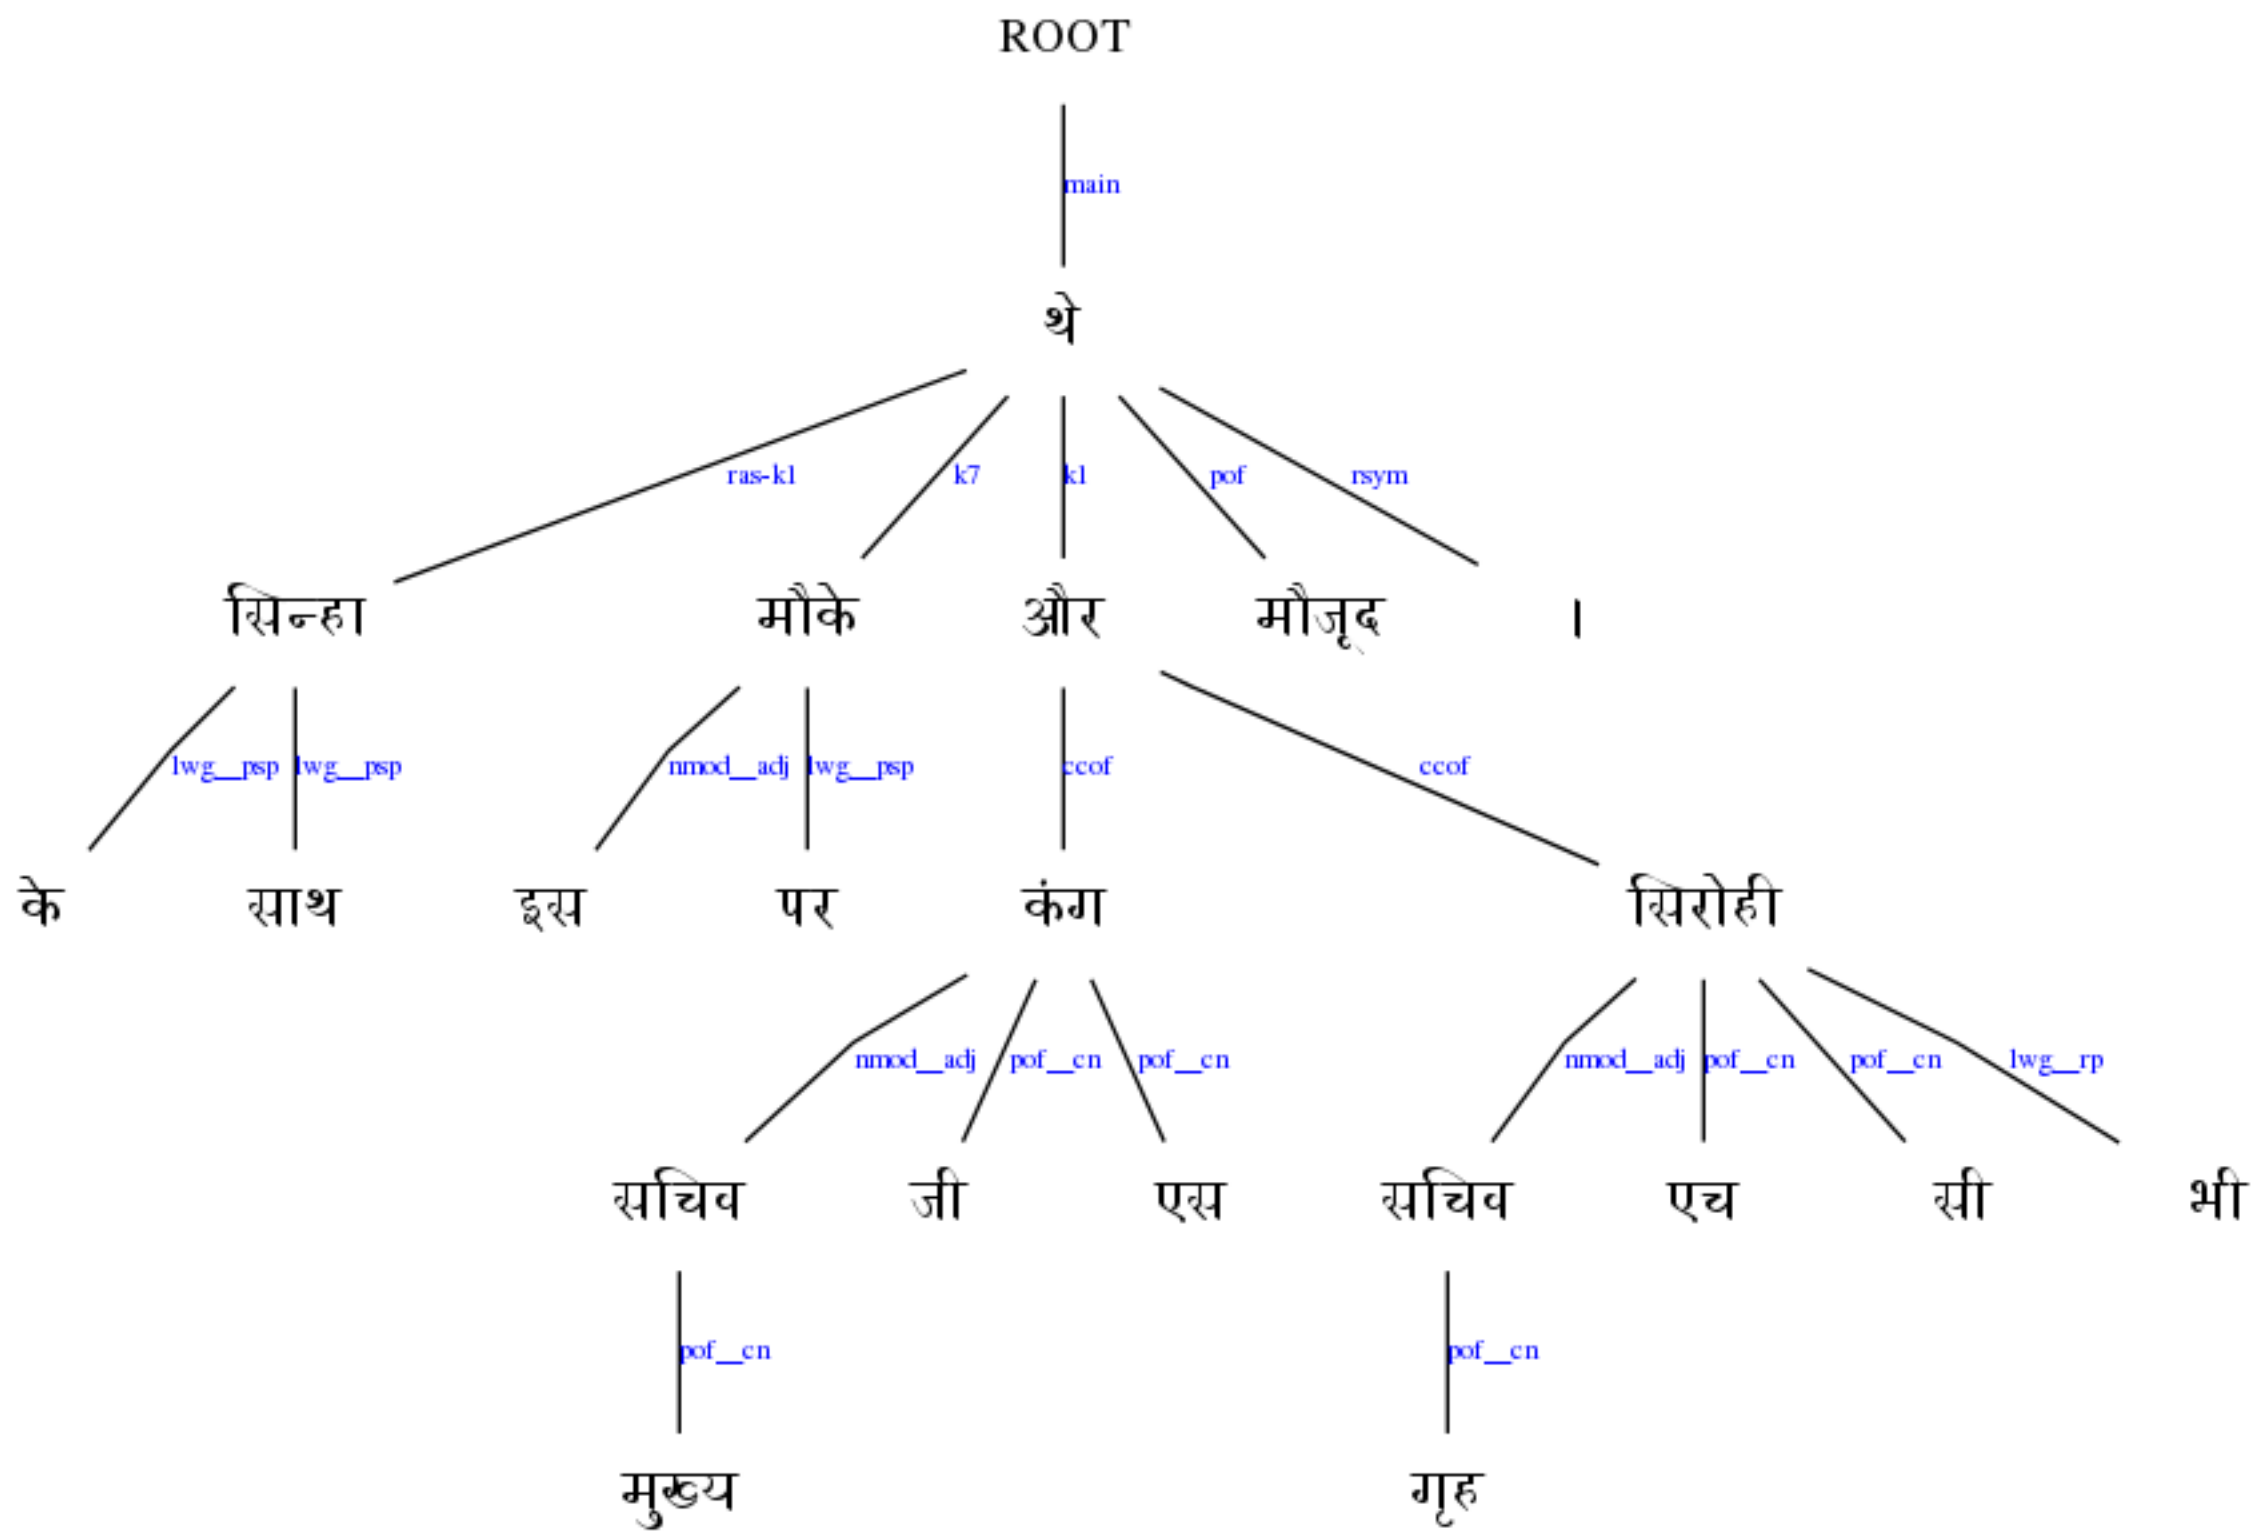 ROOT
main
थे
ras-k1 k7 k1 pof rsym
सिन्हा मौके और मौजूद ।
lwg__psp lwg__psp nmod__adj lwg__psp ccof ccof
के साथ इस पर कंग सिरोही
nmod__adj pof__cn pof__cn nmod__adj pof__cn pof__cn lwg__rp
सचिव जी एस सचिव एच सी भी
pof__cn pof__cn
मुख्य गृह